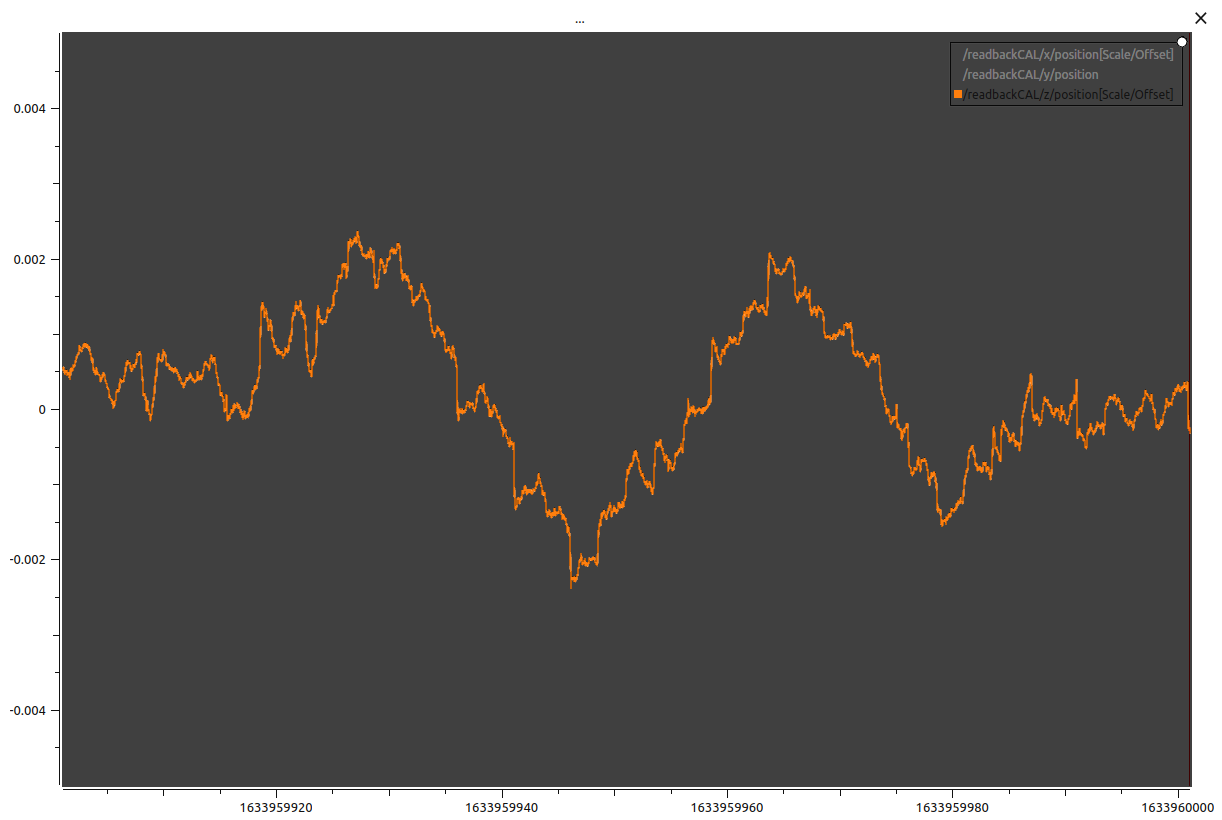 ...
/readbackCAL/x/position[Scale/Offset]
/readbackCAL/y/position
/readbackCAL/z/position[Scale/Offset]
0.004
0.002
0
-0.002
-0.004
1633959920 1633959940 1633959960 1633959980 1633960000